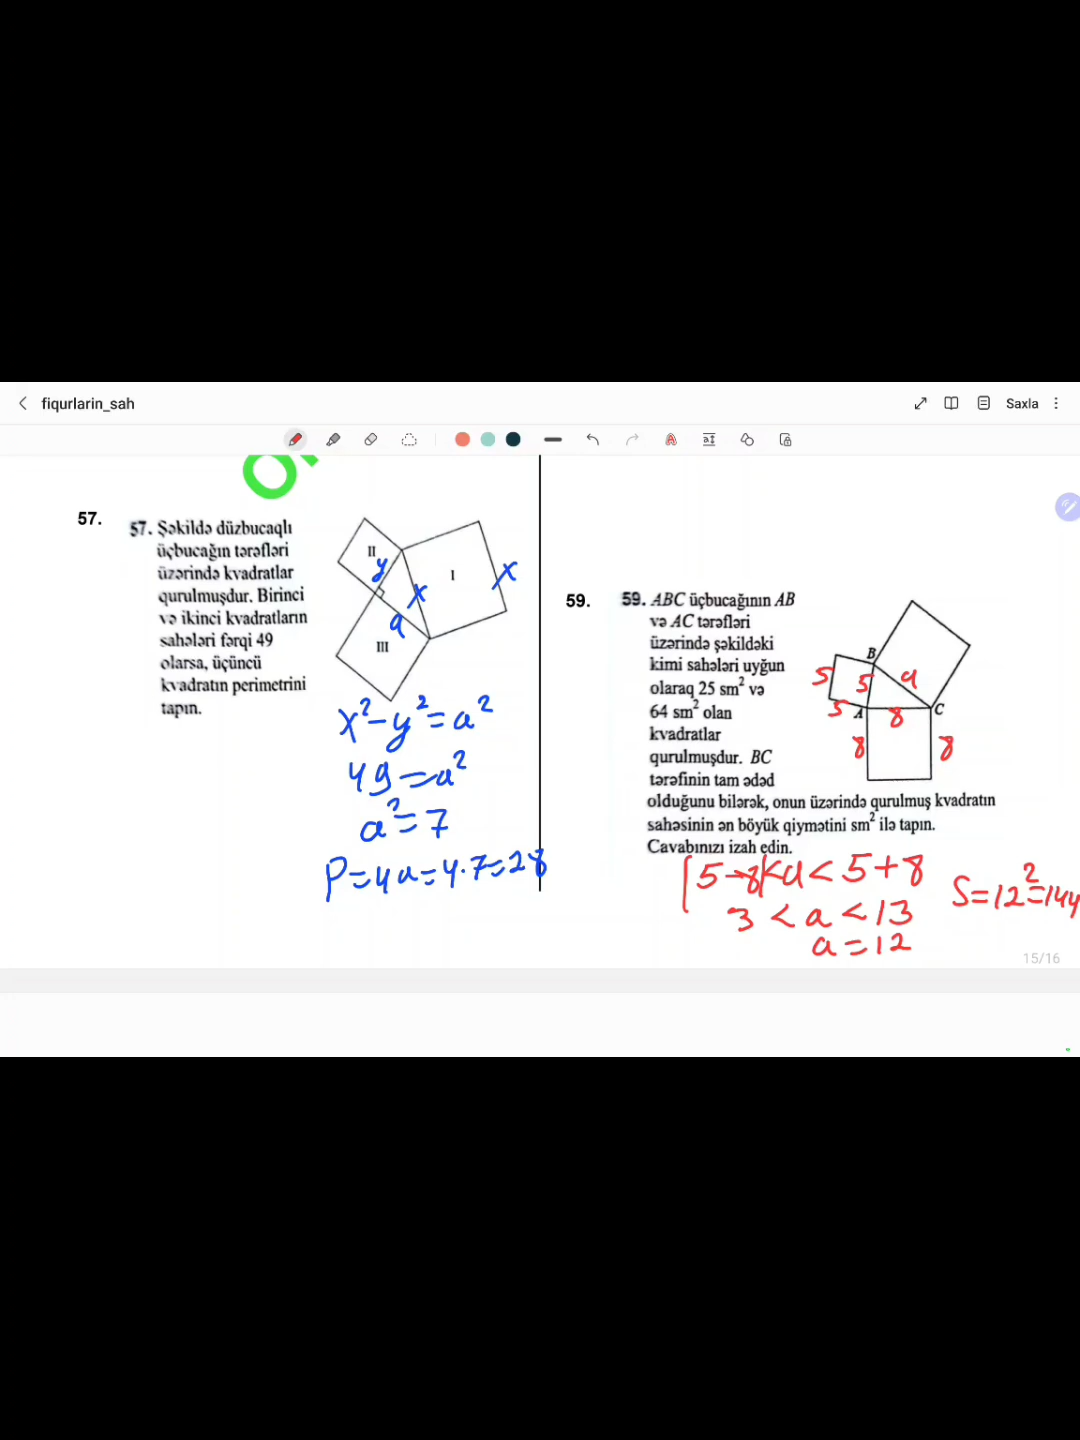 fiqurlarin_sah
Saxla
57.
57. Şəkildə düzbucaqlı
üçbucağın tərəfləri
üzərində kvadratlar
qurulmuşdur. Birinci
və ikinci kvadratların
sahələri fərqi 49
olarsa, üçüncü
kvadratın perimetrini
tapın.
II
I
III
y
x
x
a
x²-y²=a²
49=a²
a²=7
P=4a=4·7=28
59.
59. ABC üçbucağının AB
və AC tərəfləri
üzərində şəkildəki
kimi sahələri uyğun
olaraq 25 sm² və
64 sm² olan
kvadratlar
qurulmuşdur. BC
tərəfinin tam ədəd
olduğunu bilərək, onun üzərində qurulmuş kvadratın
sahəsinin ən böyük qiymətini sm² ilə tapın.
Cavabınızı izah edin.
B
5
5
a
5
A
8
C
8
8
|5-8|<a<5+8
3<a<13
a=12
S=12²=144
15/16